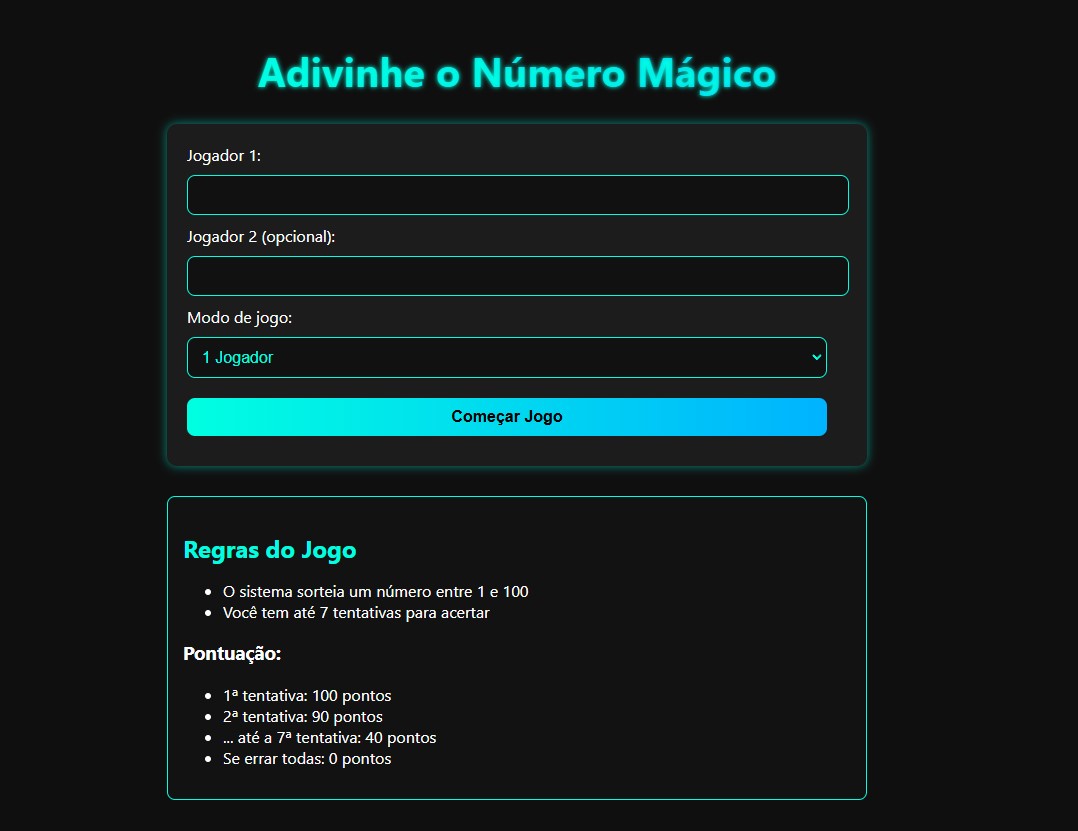 Adivinhe o Número Mágico
Jogador 1:
Jogador 2 (opcional):
Modo de jogo:
1 Jogador
Começar Jogo
Regras do Jogo
O sistema sorteia um número entre 1 e 100
Você tem até 7 tentativas para acertar
Pontuação:
1ª tentativa: 100 pontos
2ª tentativa: 90 pontos
... até a 7ª tentativa: 40 pontos
Se errar todas: 0 pontos